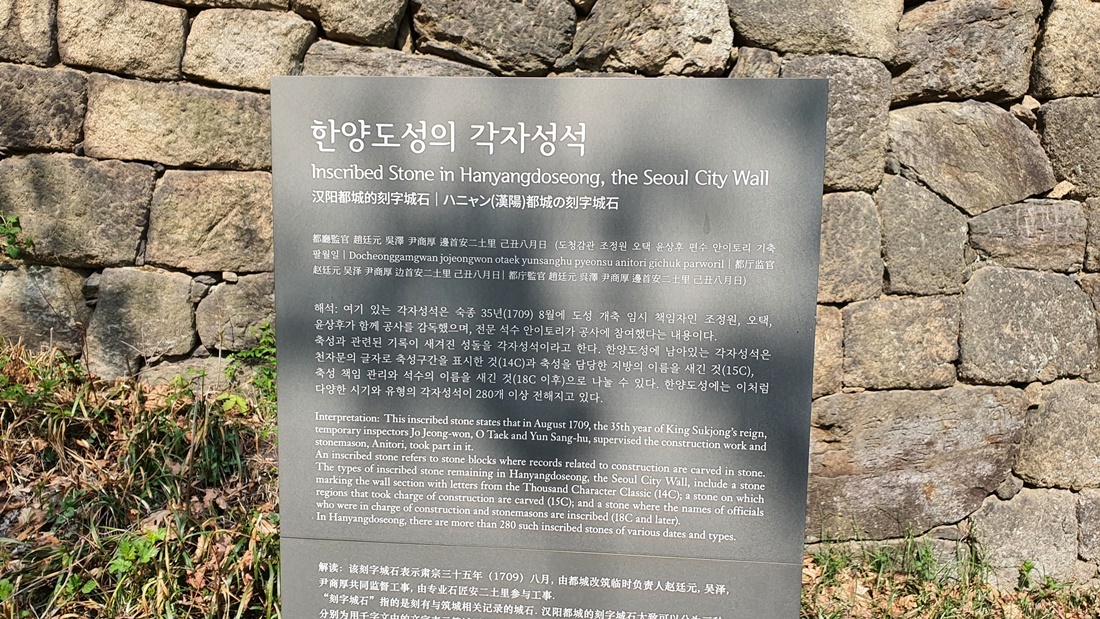 한양도성의 각자성석
Inscribed Stone in Hanyangdoseong, the Seoul City Wall
汉阳都城的刻字城石 | ハニャン(漢陽)都城の刻字城石
都廳監官 趙廷元 吳澤 尹商厚 邊首安二土里 己丑八月日 (도청감관 조정원 오택 윤상후 편수 안이토리 기축
팔월일 | Docheonggamgwan jojeongwon otaek yunsanghu pyeonsu anitori gichuk parworil | 都厅监官
赵廷元 吴泽 尹商厚 边首安二土里 己丑八月日| 都庁監官 趙廷元 呉澤 尹商厚 邊首安二土里 己丑八月日)
해석: 여기 있는 각자성석은 숙종 35년(1709) 8월에 도성 개축 임시 책임자인 조정원, 오택,
윤상후가 함께 공사를 감독했으며, 전문 석수 안이토리가 공사에 참여했다는 내용이다.
축성과 관련된 기록이 새겨진 성돌을 각자성석이라고 한다. 한양도성에 남아있는 각자성석은
천자문의 글자로 축성구간을 표시한 것(14C)과 축성을 담당한 지방의 이름을 새긴 것(15C),
축성 책임 관리와 석수의 이름을 새긴 것(18C 이후)으로 나눌 수 있다. 한양도성에는 이처럼
다양한 시기와 유형의 각자성석이 280개 이상 전해지고 있다.
Interpretation: This inscribed stone states that in August 1709, the 35th year of King Sukjong's reign,
temporary inspectors Jo Jeong-won, O Taek and Yun Sang-hu, supervised the construction work and
stonemason, Anitori, took part in it.
An inscribed stone refers to stone blocks where records related to construction are carved in stone.
The types of inscribed stone remaining in Hanyangdoseong, the Seoul City Wall, include a stone
marking the wall section with letters from the Thousand Character Classic (14C); a stone on which
regions that took charge of construction are carved (15C); and a stone where the names of officials
who were in charge of construction and stonemasons are inscribed (18C and later).
In Hanyangdoseong, there are more than 280 such inscribed stones of various dates and types.
解读：该刻字城石表示肃宗三十五年（1709）八月，由都城改筑临时负责人赵廷元，吴泽，
尹商厚共同监督工事，由专业石匠安二土里参与工事.
“刻字城石”指的是刻有与筑城相关记录的城石. 汉阳都城的刻字城石大致可以分为三种